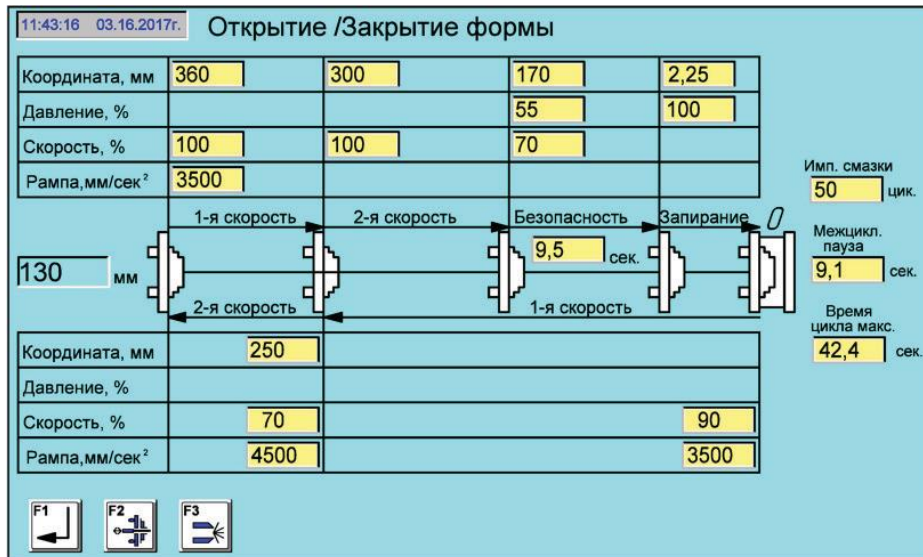 11:43:16 03.16.2017г. Открытие /Закрытие формы
Координата, мм 360 300 170 2,25
Давление, % 55 100
Скорость, % 100 100 70
Рампа,мм/сек² 3500
Имп. смазки
50 цик.
1-я скорость 2-я скорость Безопасность Запирание
9,5 сек.
130 мм
Межцикл.
пауза
9,1 сек.
2-я скорость 1-я скорость
Время
цикла макс.
42,4 сек.
Координата, мм 250
Давление, %
Скорость, % 70 90
Рампа,мм/сек² 4500 3500
F1 F2 F3